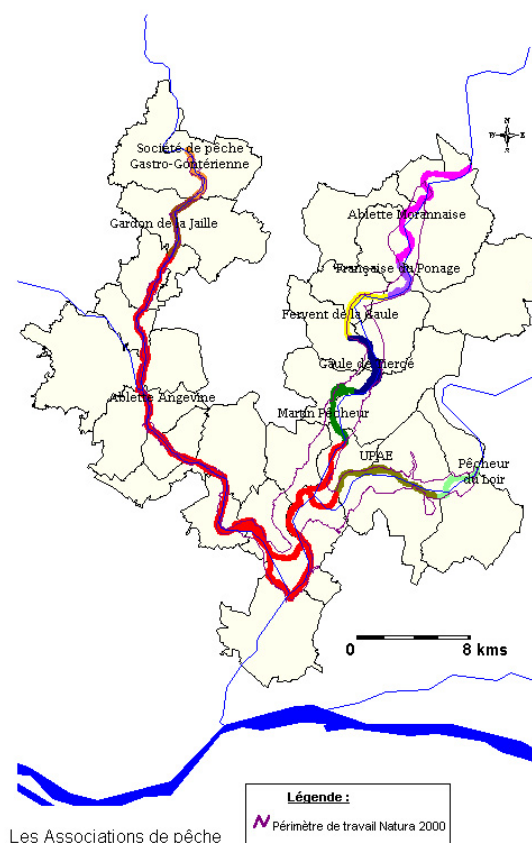 Société de pêche
Gastro-Gontérienne
Gardon de la Jaille
Ablette Morannaise
Française du Ponage
Fervent de la Gaule
Gaule de Tiercé
Martin Pêcheur
Ablette Angevine
UPAE
Pêcheur
du Loir
N
W E
S
0 8 kms
Légende :
Périmètre de travail Natura 2000
Les Associations de pêche